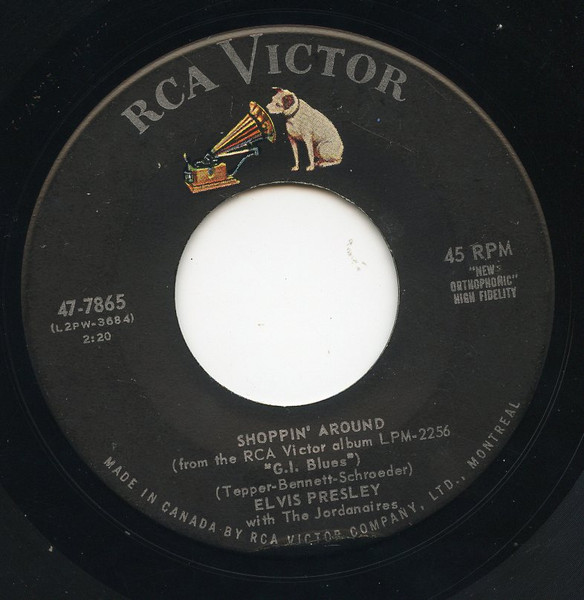 RCA VICTOR
47-7865
(L2PW-3684)
2:20
45 RPM
"NEW
ORTHOPHONIC"
HIGH FIDELITY
SHOPPIN' AROUND
(from the RCA Victor album LPM-2256
"G.I. Blues")
(Tepper-Bennett-Schroeder)
ELVIS PRESLEY
with The Jordanaires
MADE IN CANADA BY RCA VICTOR COMPANY, LTD., MONTREAL